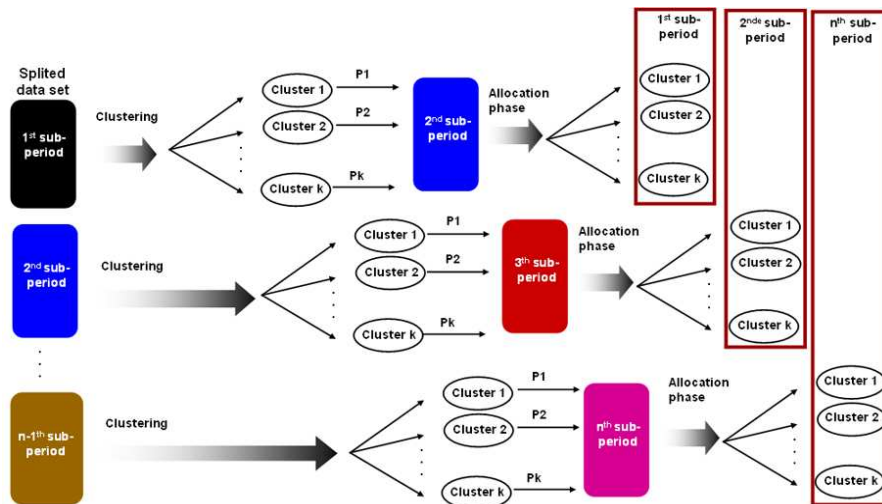 Splited
data set
1st sub-
period
Clustering
Cluster 1
Cluster 2
Cluster k
P1
P2
Pk
2nd sub-
period
Allocation
phase
1st sub-
period
Cluster 1
Cluster 2
Cluster k
2nde sub-
period
nth sub-
period
2nd sub-
period
Clustering
Cluster 1
Cluster 2
Cluster k
P1
P2
Pk
3th sub-
period
Allocation
phase
Cluster 1
Cluster 2
Cluster k
n-1th sub-
period
Clustering
Cluster 1
Cluster 2
Cluster k
P1
P2
Pk
nth sub-
period
Allocation
phase
Cluster 1
Cluster 2
Cluster k